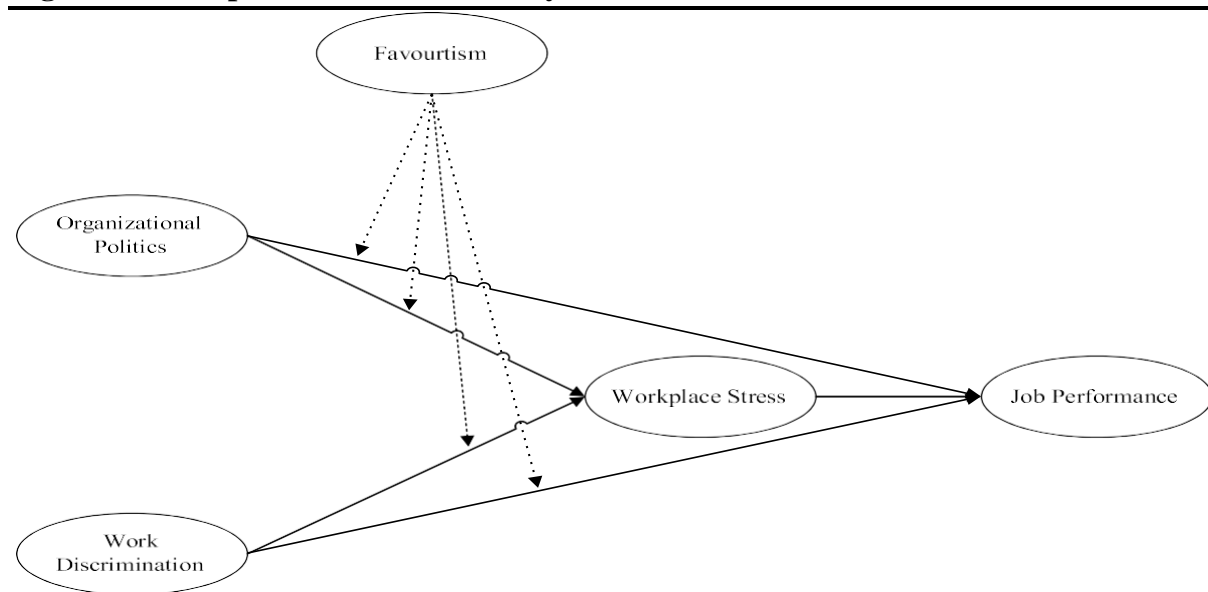 Favourtism
Organizational
Politics
Workplace Stress
Job Performance
Work
Discrimination